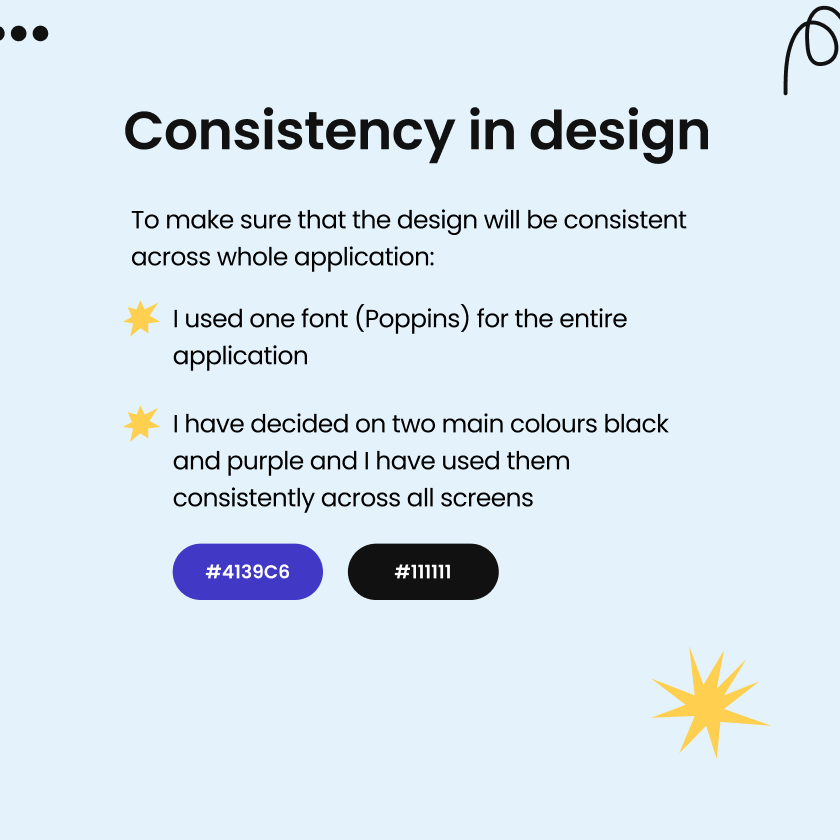 Consistency in design
To make sure that the design will be consistent
across whole application:
I used one font (Poppins) for the entire
application
I have decided on two main colours black
and purple and I have used them
consistently across all screens
#4139C6
#111111